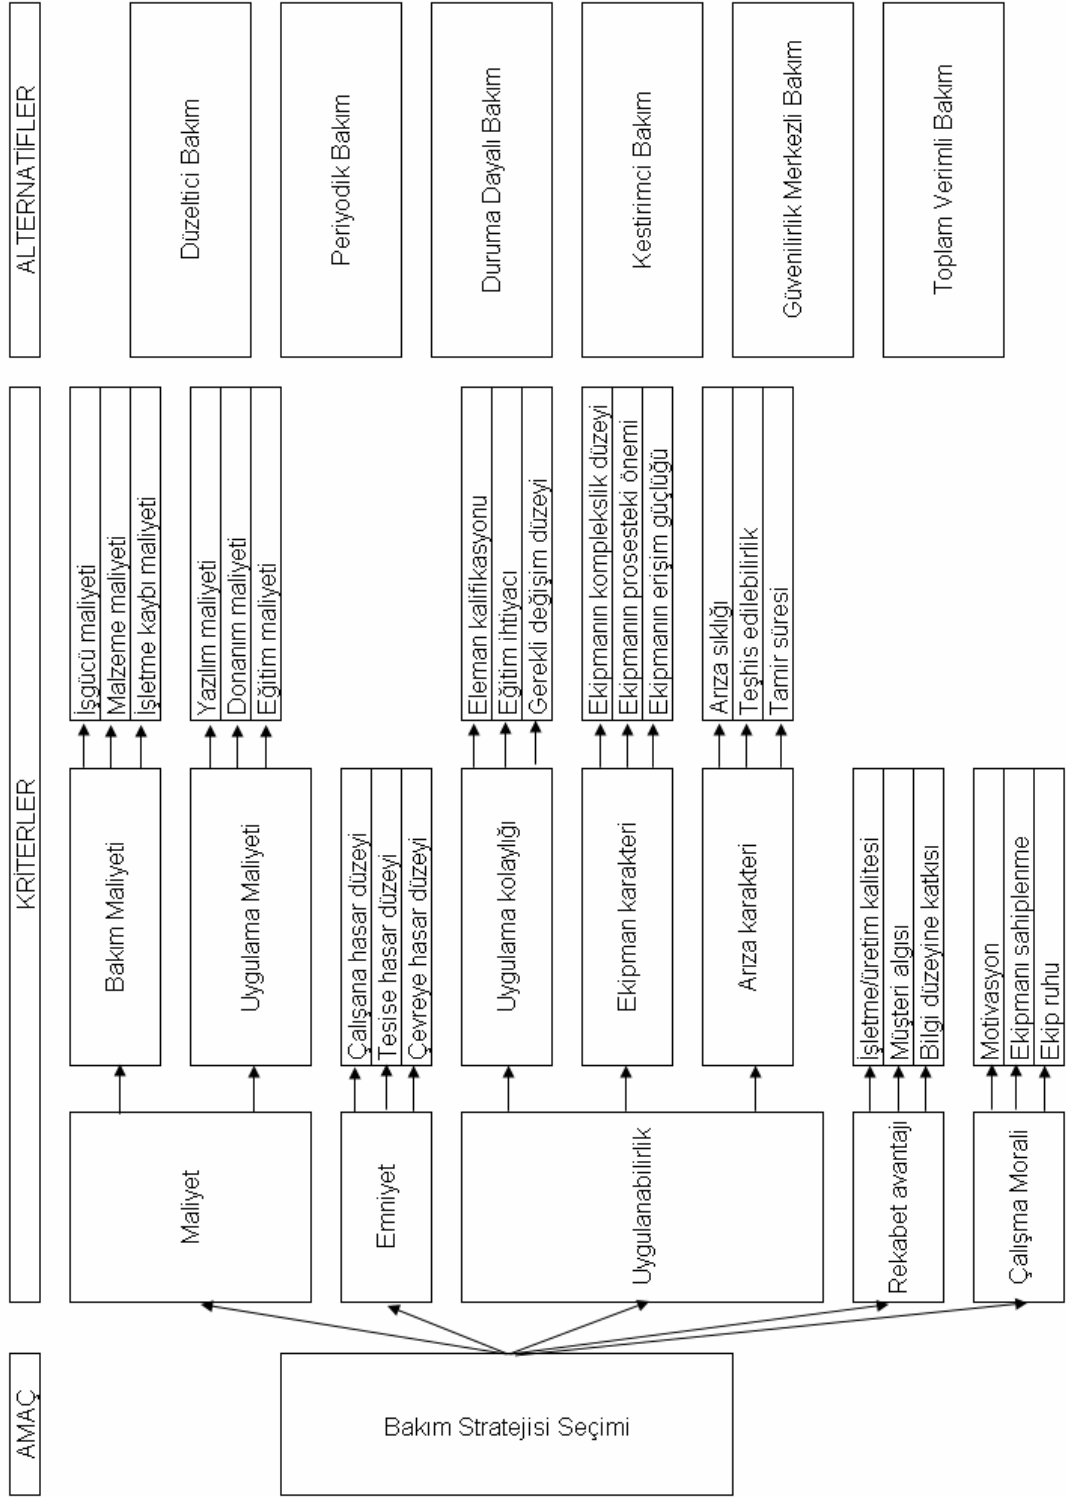 AMAÇ
KRİTERLER
ALTERNATİFLER
Bakım Stratejisi Seçimi
Maliyet
Bakım Maliyeti
İşgücü maliyeti
Malzeme maliyeti
İşletme kaybı maliyeti
Uygulama Maliyeti
Yazılım maliyeti
Donanım maliyeti
Eğitim maliyeti
Emniyet
Çalışana hasar düzeyi
Tesise hasar düzeyi
Çevreye hasar düzeyi
Uygulanabilirlik
Uygulama kolaylığı
Eleman kalifikasyonu
Eğitim ihtiyacı
Gerekli değişim düzeyi
Ekipman karakteri
Ekipmanın komplekslik düzeyi
Ekipmanın prosesteki önemi
Ekipmanın erişim güçlüğü
Arıza karakteri
Arıza sıklığı
Teşhis edilebilirlik
Tamir süresi
Rekabet avantajı
İşletme/üretim kalitesi
Müşteri algısı
Bilgi düzeyine katkısı
Çalışma Morali
Motivasyon
Ekipmanı sahiplenme
Ekip ruhu
Düzeltici Bakım
Periyodik Bakım
Duruma Dayalı Bakım
Kestirimci Bakım
Güvenilirlik Merkezli Bakım
Toplam Verimli Bakım